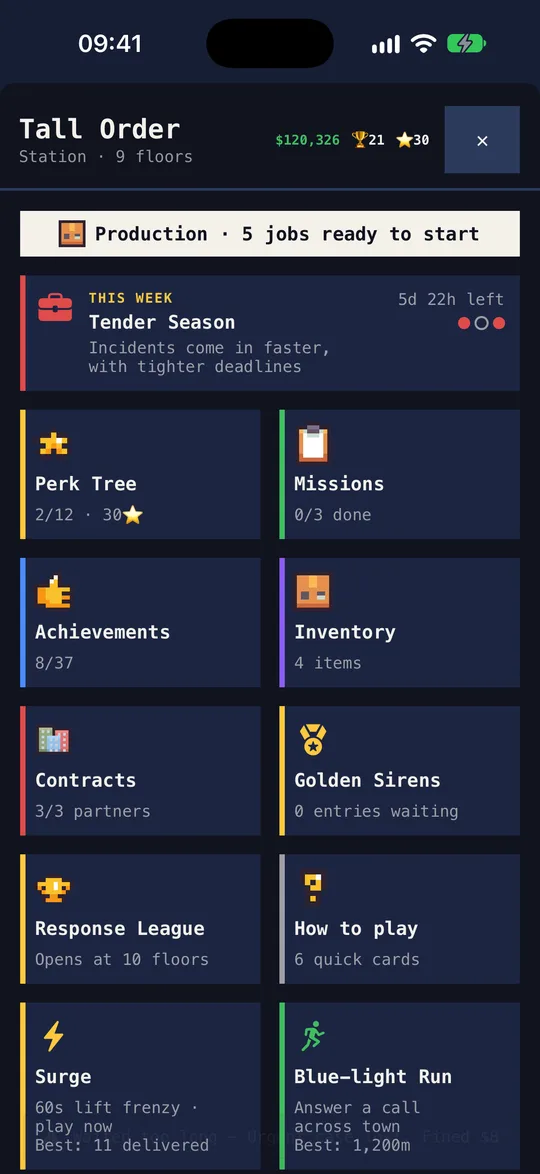 09:41
Tall Order
Station · 9 floors
$120,326 🏆21 ⭐30
×
Production · 5 jobs ready to start
THIS WEEK
5d 22h left
Tender Season
Incidents come in faster,
with tighter deadlines
Perk Tree
2/12 · 30⭐
Missions
0/3 done
Achievements
8/37
Inventory
4 items
Contracts
3/3 partners
Golden Sirens
0 entries waiting
Response League
Opens at 10 floors
How to play
6 quick cards
Surge
60s lift frenzy ·
play now
Best: 11 delivered
Blue-light Run
Answer a call
across town
Best: 1,200m